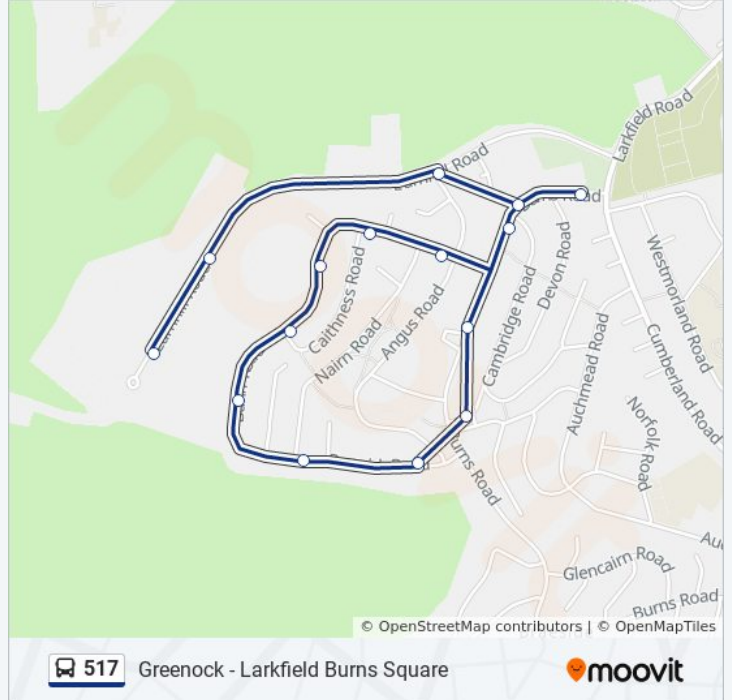 Larkfield Road
Road
Road
Devon Road
Westmorland Road
Caithness Road
Cambridge Road
Angus Road
Nairn Road
Auchmead Road
Cumberland Road
Norfolk Road
Burns Road
Glencairn Road
Burns Road
© OpenStreetMap contributors | © OpenMapTiles
517 Greenock - Larkfield Burns Square
moovit